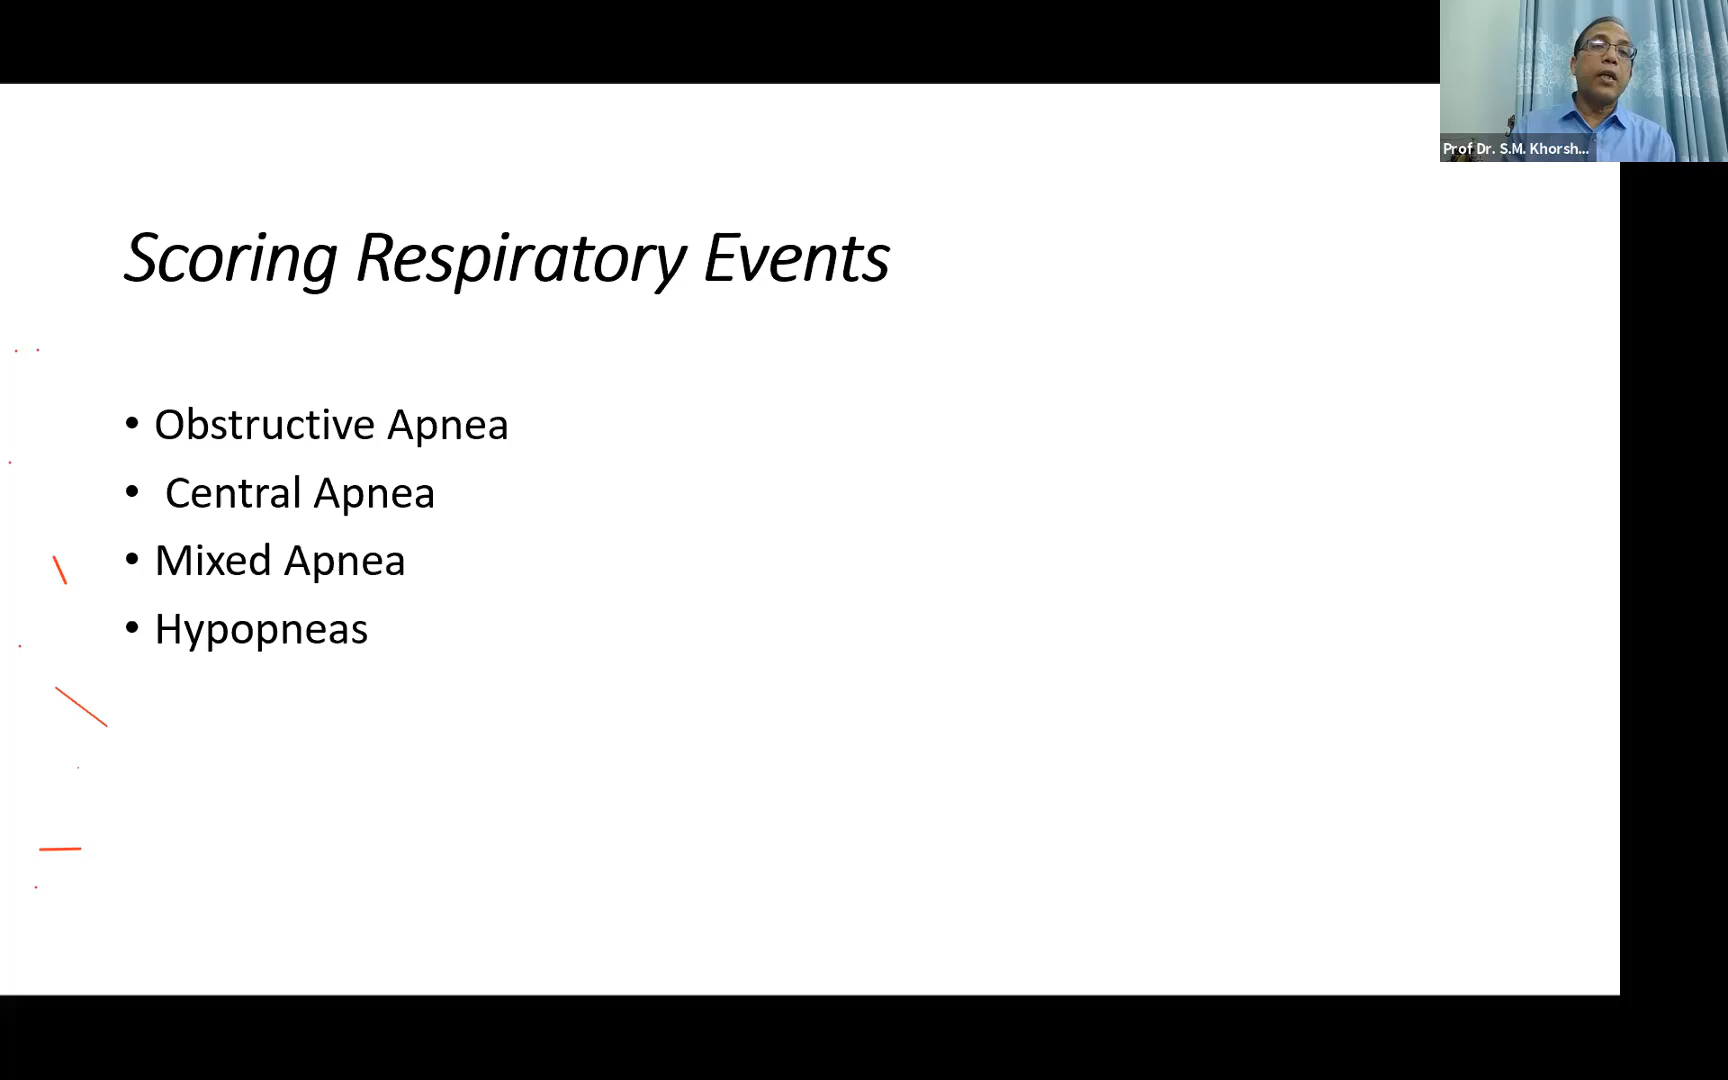 Prof Dr. S.M. Khorsh...
Scoring Respiratory Events
• Obstructive Apnea
• Central Apnea
• Mixed Apnea
• Hypopneas